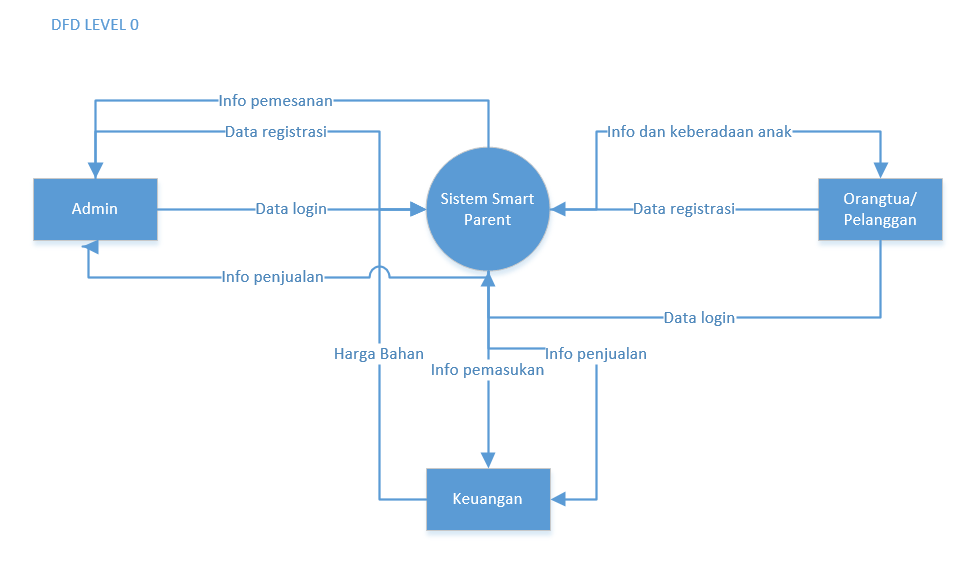 DFD LEVEL 0
Info pemesanan
Data registrasi
Info dan keberadaan anak
Admin
Data login
Sistem Smart
Parent
Data registrasi
Orangtua/
Pelanggan
Info penjualan
Data login
Harga Bahan
Info pemasukan
Info penjualan
Keuangan